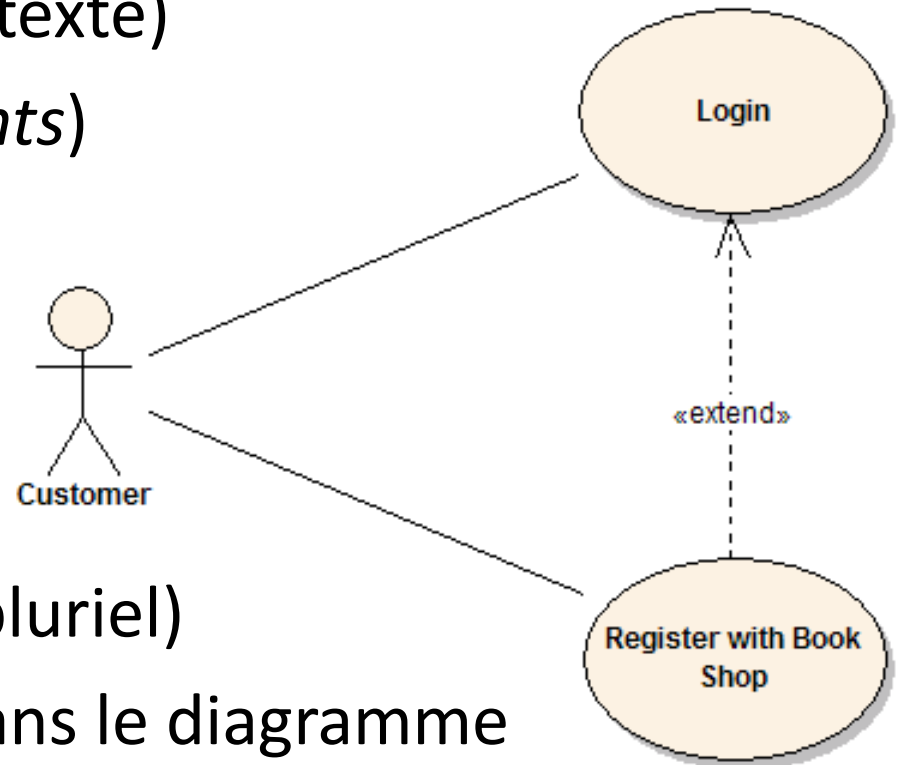 texte)
nts)
Login
«extend»
Customer
pluriel)
Register with Book
Shop
ans le diagramme